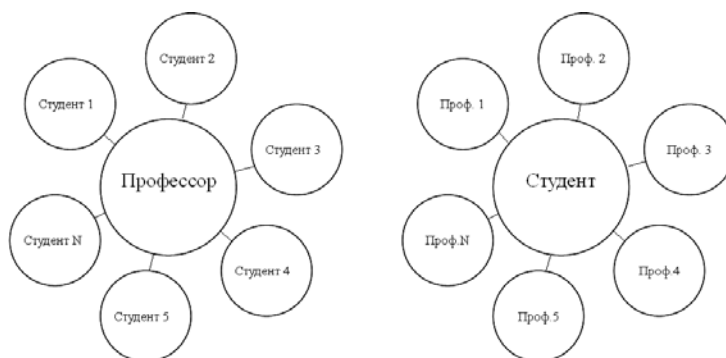 Студент 2
Студент 1
Студент 3
Профессор
Студент N
Студент 4
Студент 5
Проф. 2
Проф. 1
Проф. 3
Студент
Проф.N
Проф.4
Проф.5